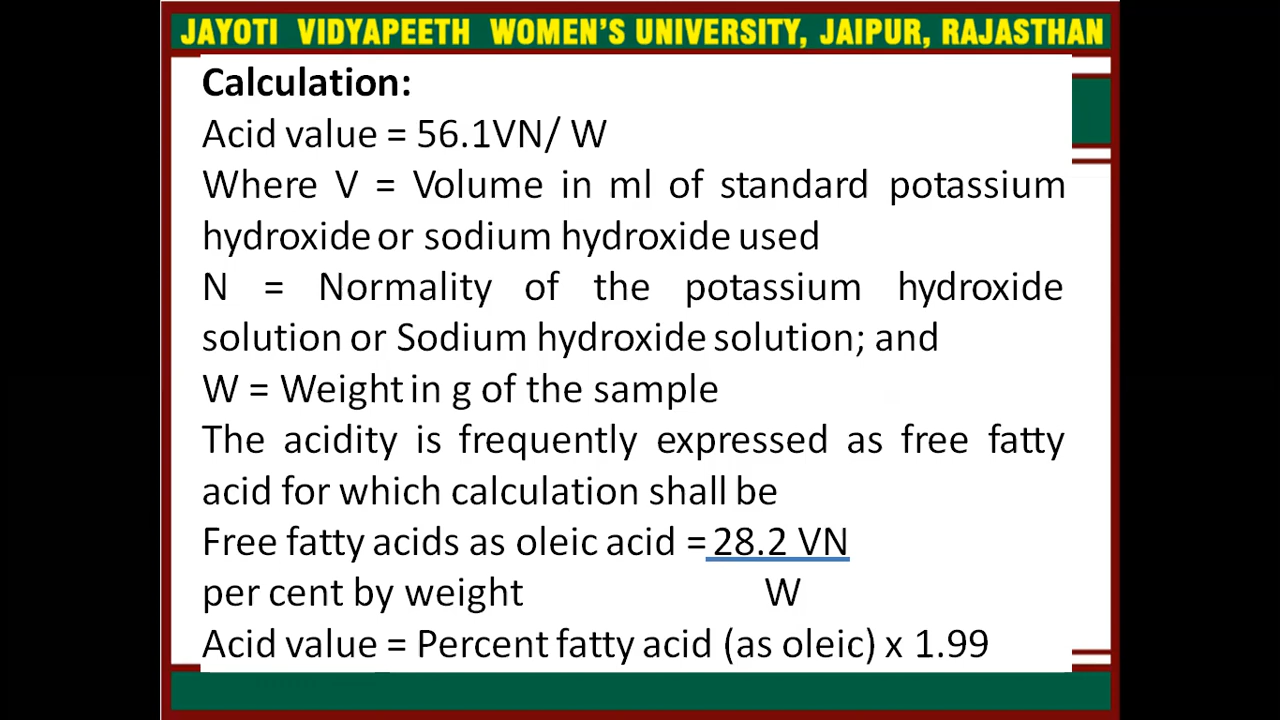 JAYOTI VIDYAPEETH WOMEN'S UNIVERSITY, JAIPUR, RAJASTHAN
Calculation:
Acid value = 56.1VN/ W
Where V = Volume in ml of standard potassium
hydroxide or sodium hydroxide used
N = Normality of the potassium hydroxide
solution or Sodium hydroxide solution; and
W = Weight in g of the sample
The acidity is frequently expressed as free fatty
acid for which calculation shall be
Free fatty acids as oleic acid = 28.2 VN
per cent by weight W
Acid value = Percent fatty acid (as oleic) x 1.99